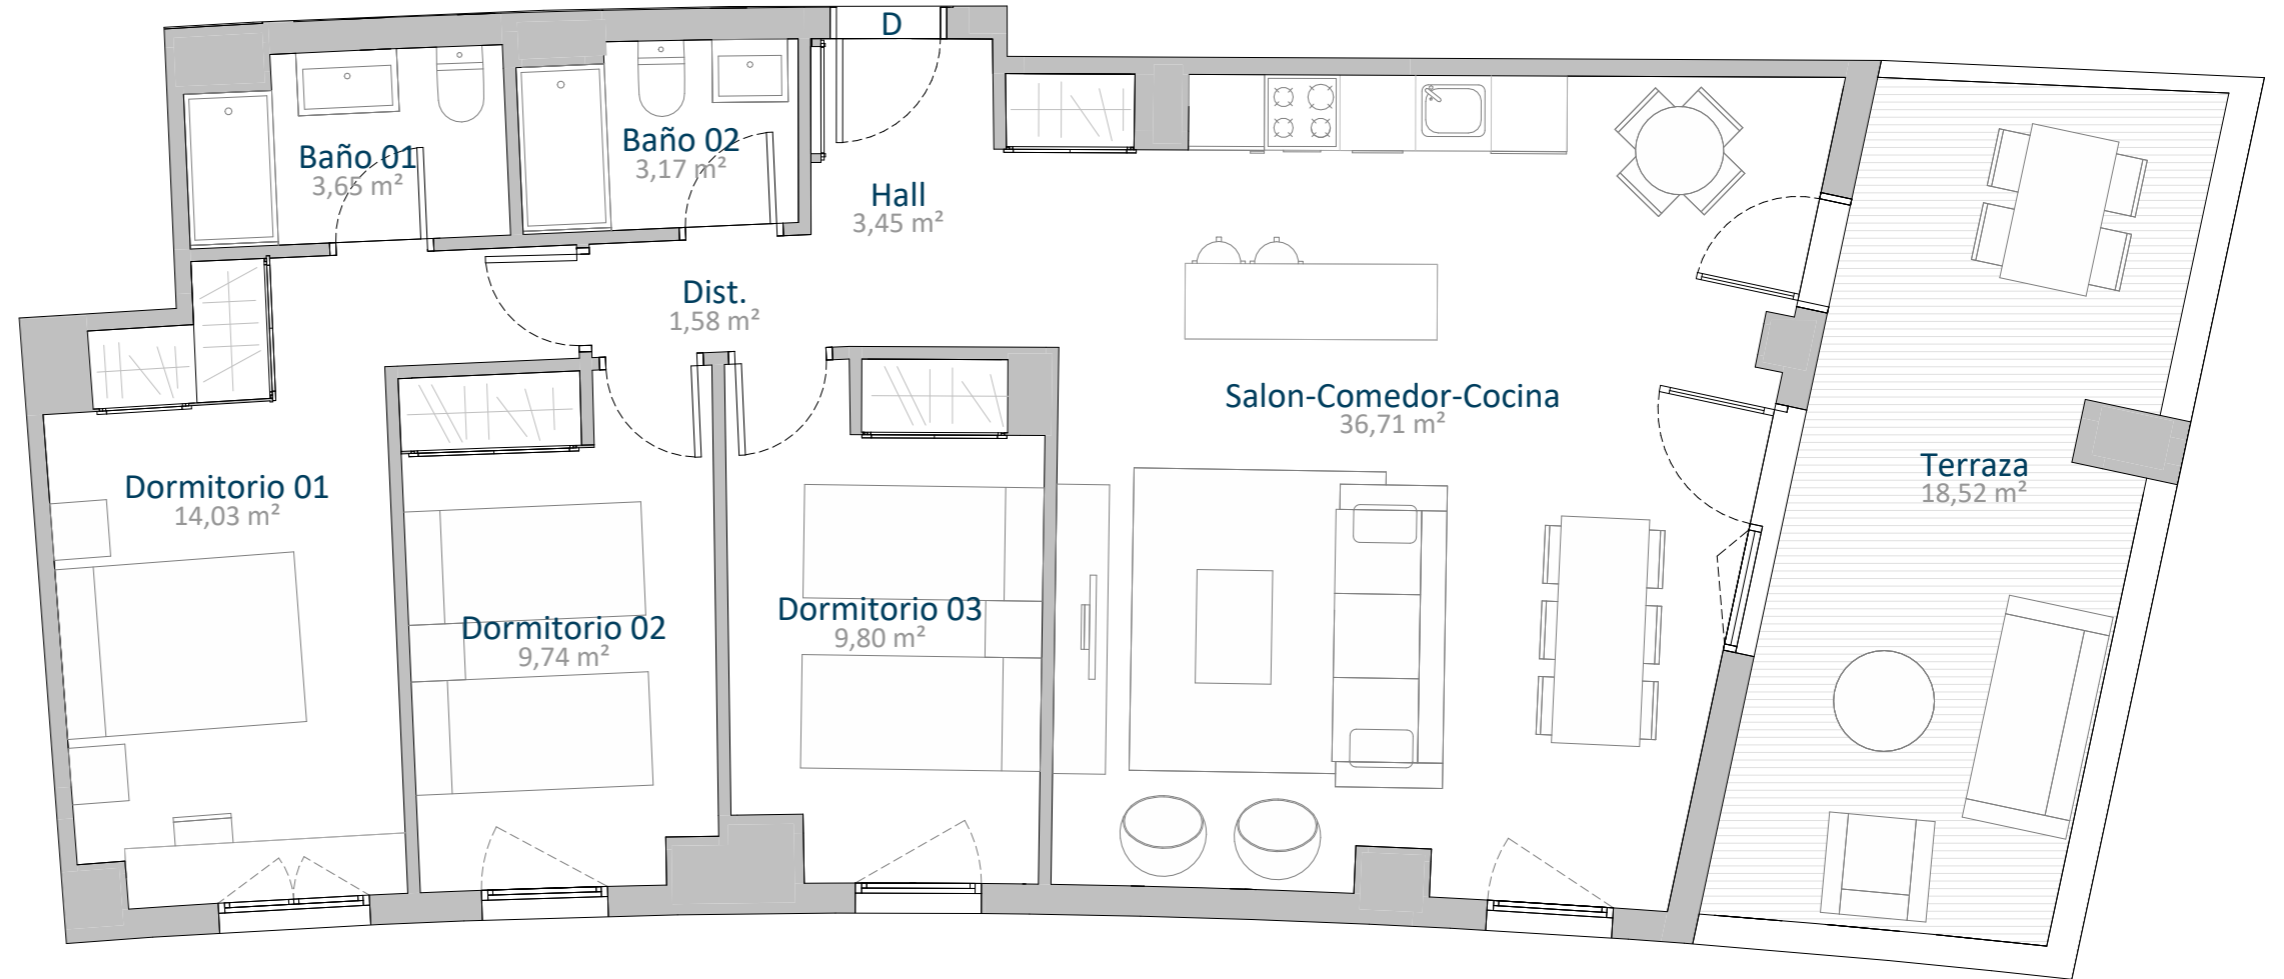 D
Baño 01
3,65 m²
Baño 02
3,17 m²
Hall
3,45 m²
Dist.
1,58 m²
Salon-Comedor-Cocina
36,71 m²
Terraza
18,52 m²
Dormitorio 01
14,03 m²
Dormitorio 02
9,74 m²
Dormitorio 03
9,80 m²